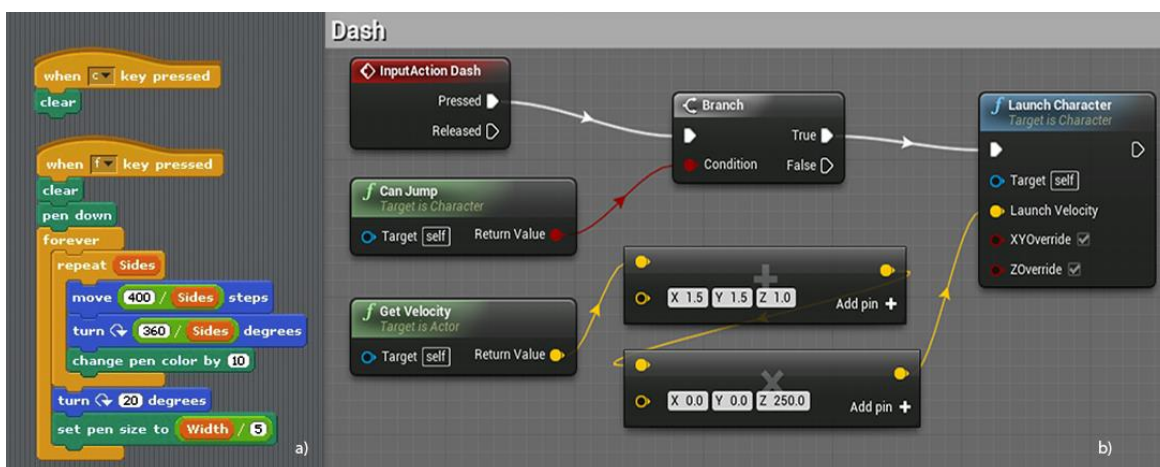 when c key pressed
clear
when f key pressed
clear
pen down
forever
repeat Sides
move 400 / Sides steps
turn 360 / Sides degrees
change pen color by 10
turn 20 degrees
set pen size to Width / 5
a)
Dash
InputAction Dash
Pressed
Released
Branch
True
Condition
False
f Launch Character
Target is Character
Target self
Launch Velocity
XYOverride
ZOverride
f Can Jump
Target is Character
Target self Return Value
f Get Velocity
Target is Actor
Target self Return Value
+
X 1.5 Y 1.5 Z 1.0
Add pin +
×
X 0.0 Y 0.0 Z 250.0
Add pin +
b)